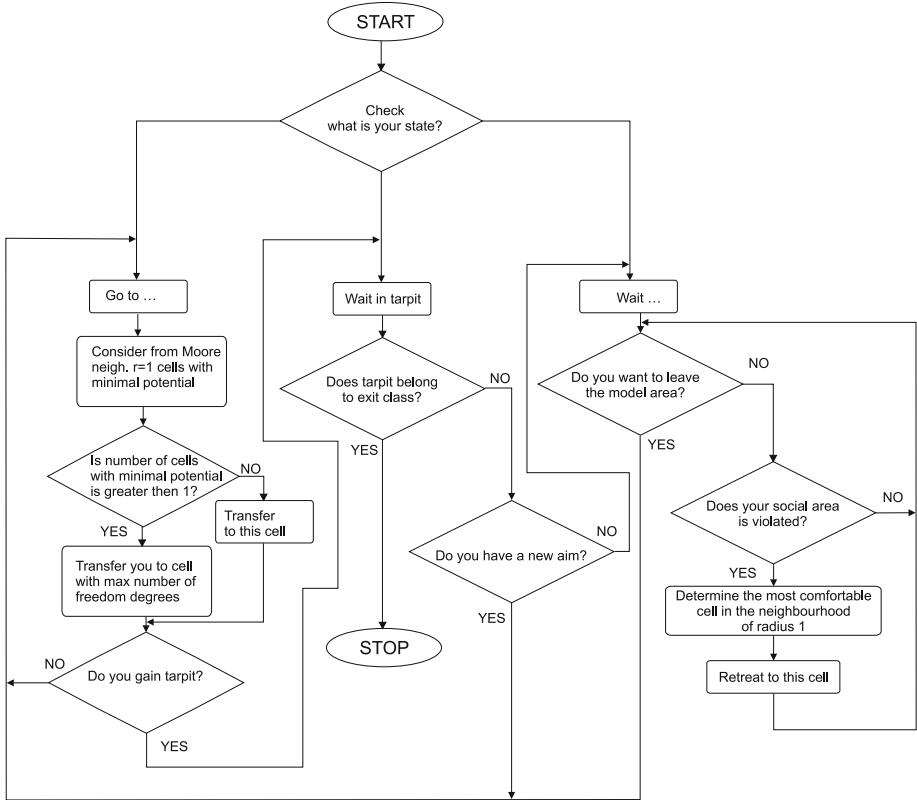 START
Check
what is your state?
Go to ...
Consider from Moore
neigh. r=1 cells with
minimal potential
Is number of cells
with minimal potential
is greater then 1?
NO
YES
Transfer
to this cell
Transfer you to cell
with max number of
freedom degrees
Do you gain tarpit?
NO
YES
Wait in tarpit
Does tarpit belong
to exit class?
NO
YES
Do you have a new aim?
NO
YES
STOP
Wait ...
Do you want to leave
the model area?
NO
YES
Does your social area
is violated?
NO
YES
Determine the most comfortable
cell in the neighbourhood
of radius 1
Retreat to this cell